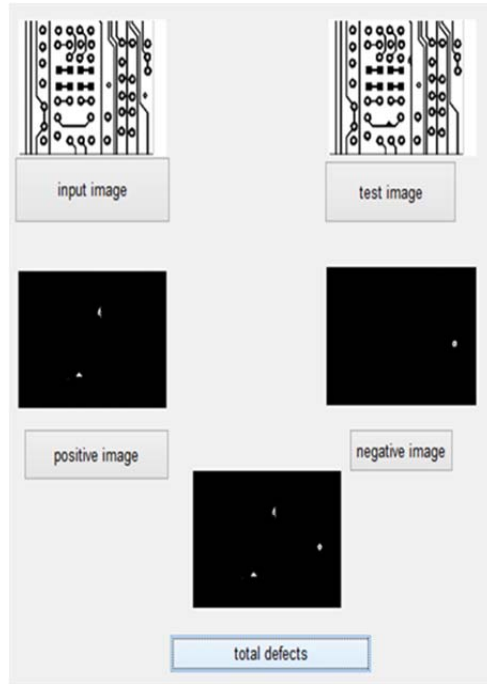 input image
test image
positive image
negative image
total defects